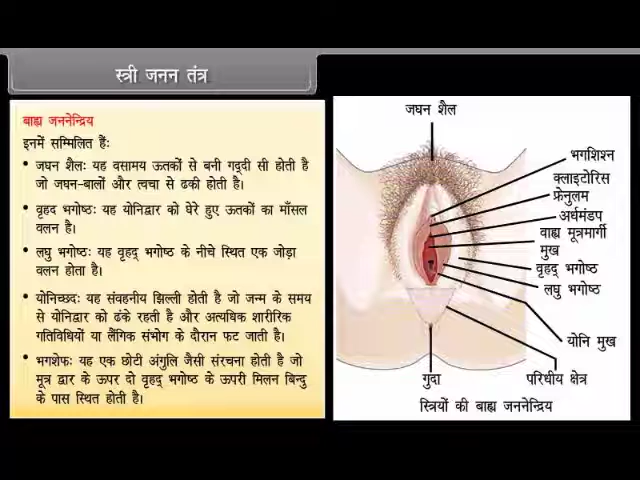 स्त्री जनन तंत्र
बाह्य जननेन्द्रिय
इनमें सम्मिलित हैं:
• जघन शैलः यह वसामय ऊतकों से बनी गद्दी सी होती है
जो जघन-बालों और त्वचा से ढकी होती है।
• वृहद भगोष्ठः यह योनिद्वार को घेरे हुए ऊतकों का माँसल
वलन है।
• लघु भगोष्ठः यह वृहद् भगोष्ठ के नीचे स्थित एक जोड़ा
वलन होता है।
• योनिच्छदः यह संवहनीय झिल्ली होती है जो जन्म के समय
से योनिद्वार को ढंके रहती है और अत्यधिक शारीरिक
गतिविधियों या लैंगिक संभोग के दौरान फट जाती है।
• भगशेफः यह एक छोटी अंगुलि जैसी संरचना होती है जो
मूत्र द्वार के ऊपर दो वृहद् भगोष्ठ के ऊपरी मिलन बिन्दु
के पास स्थित होती है।
जघन शैल
भगशिश्न
क्लाइटोरिस
फ्रेनुलम
अर्धमंडप
वाह्य मूत्रमार्गी
मुख
वृहद् भगोष्ठ
लघु भगोष्ठ
योनि मुख
गुदा
परिधीय क्षेत्र
स्त्रियों की बाह्य जननेन्द्रिय